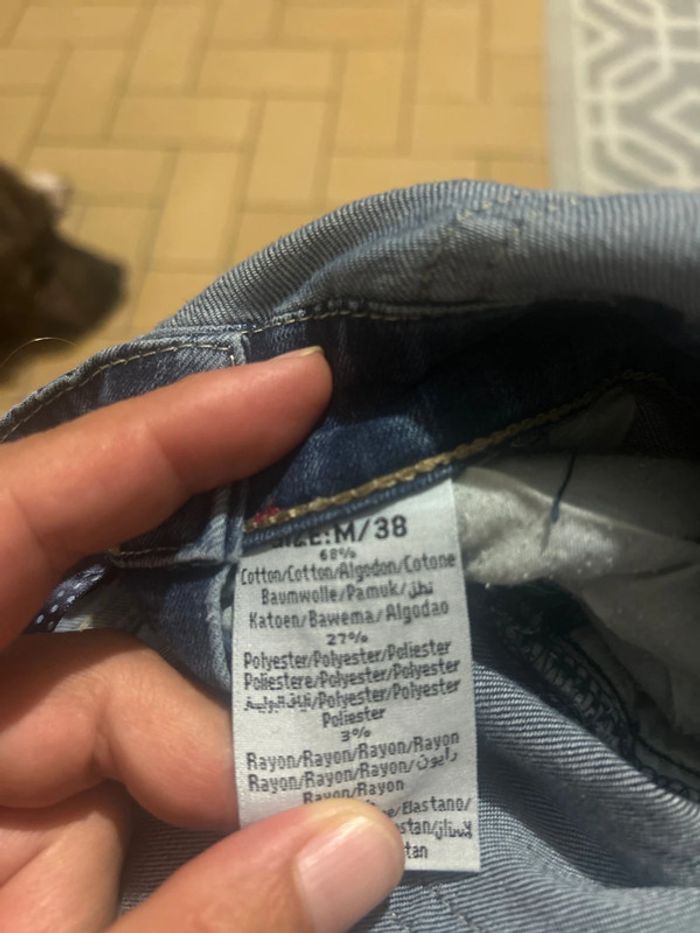 SIZE:M/38
68%
Cotton/Cotton/Algodon/Cotone
Baumwolle/Pamuk/قطن
Katoen/Bawema/Algodao
27%
Polyester/Polyester/Poliester
Poliestere/Polyester/Polyester
/Polyester/Polyester
Poliester
3%
Rayon/Rayon/Rayon/Rayon
Rayon/Rayon/Rayon/رايون
Rayon/Rayon
/Elastano/